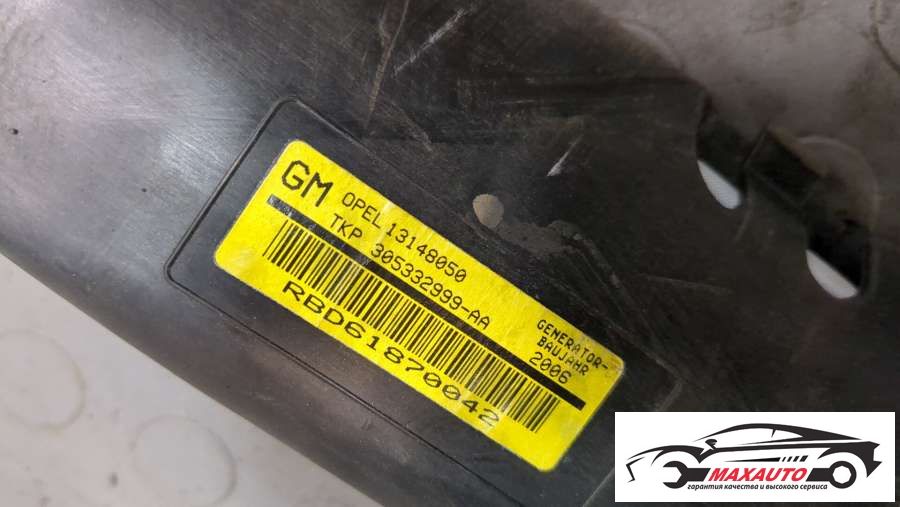 GM OPEL 13148050
TKP 305332999-AA
GENERATOR-
BAUJAHR
2006
RBD61870042
MAXAUTO
гарантия качества и высокого сервиса